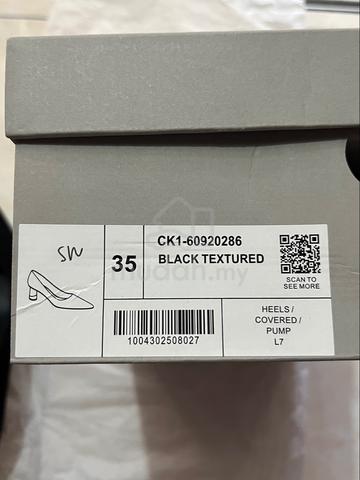 SW
35
CK1-60920286
BLACK TEXTURED
SCAN TO
SEE MORE
mudah.my
1004302508027
HEELS/
COVERED/
PUMP
L7